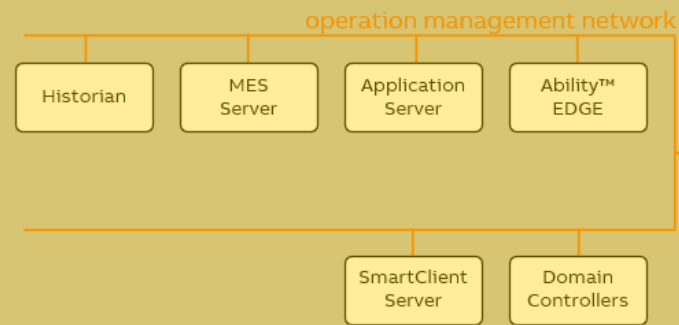 operation management network
Historian
MES
Server
Application
Server
Ability™
EDGE
SmartClient
Server
Domain
Controllers